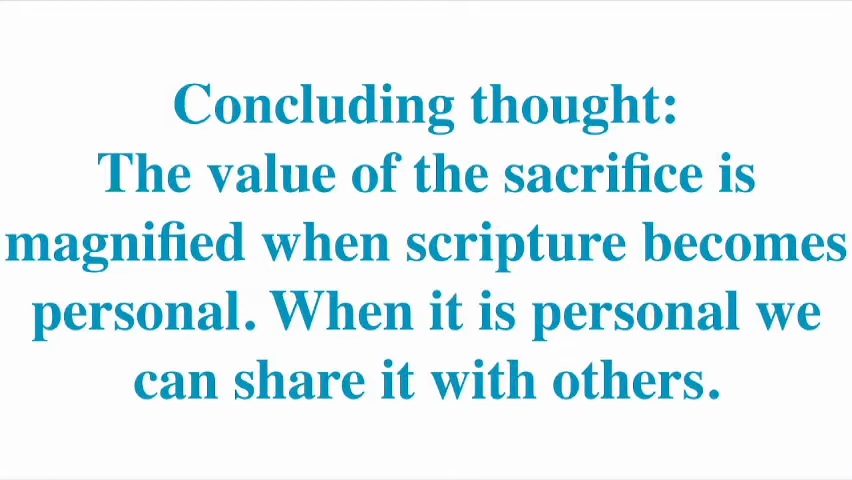 Concluding thought:
The value of the sacrifice is
magnified when scripture becomes
personal. When it is personal we
can share it with others.